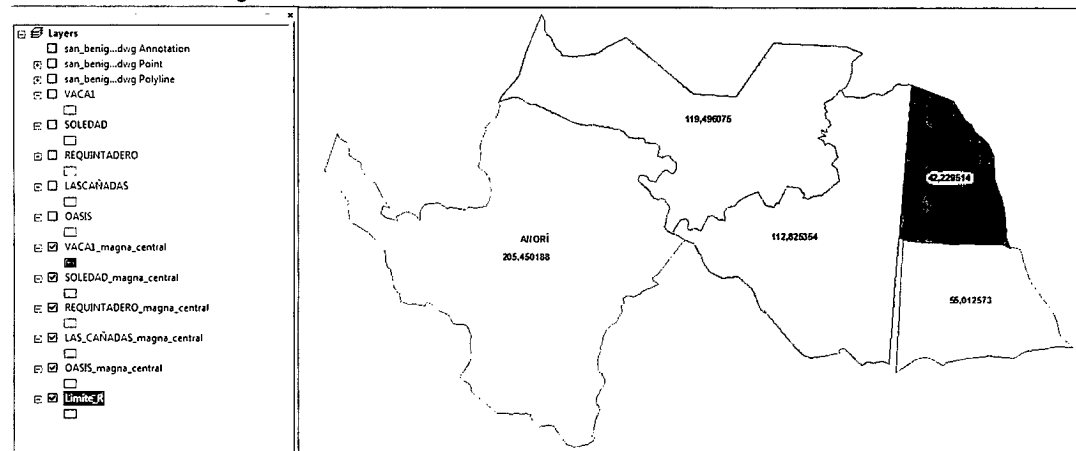 Layers
san_benig...dwg Annotation
san_benig...dwg Point
san_benig...dwg Polyline
VACA1
SOLEDAD
REQUINTADERO
LASCAÑADAS
OASIS
VACA1_magna_central
SOLEDAD_magna_central
REQUINTADERO_magna_central
LAS_CAÑADAS_magna_central
OASIS_magna_central
Limite_R
119,496075
42,229514
ANORÍ
205,450188
112,825354
55,012573